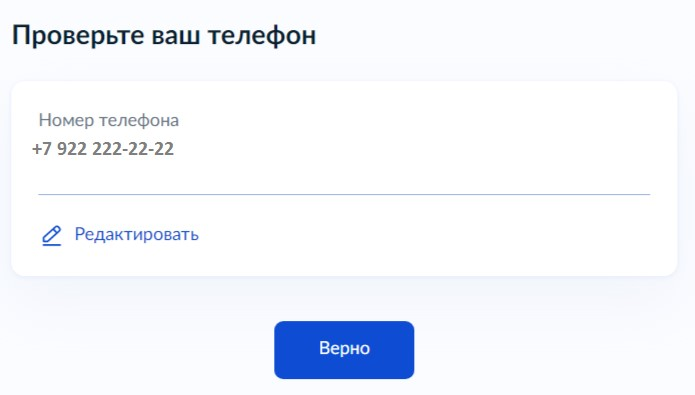 Проверьте ваш телефон
Номер телефона
+7 922 222-22-22
Редактировать
Верно